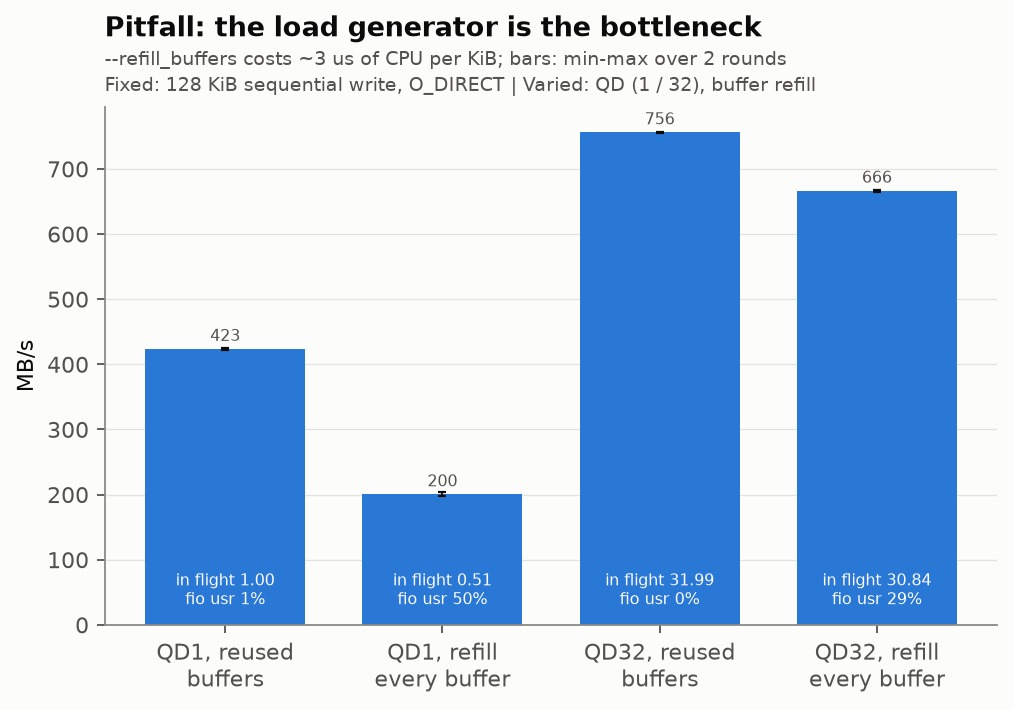 Pitfall: the load generator is the bottleneck
--refill_buffers costs ~3 us of CPU per KiB; bars: min-max over 2 rounds
Fixed: 128 KiB sequential write, O_DIRECT | Varied: QD (1 / 32), buffer refill
MB/s
700
600
500
400
300
200
100
0
423
200
756
666
in flight 1.00
fio usr 1%
in flight 0.51
fio usr 50%
in flight 31.99
fio usr 0%
in flight 30.84
fio usr 29%
QD1, reused
buffers
QD1, refill
every buffer
QD32, reused
buffers
QD32, refill
every buffer